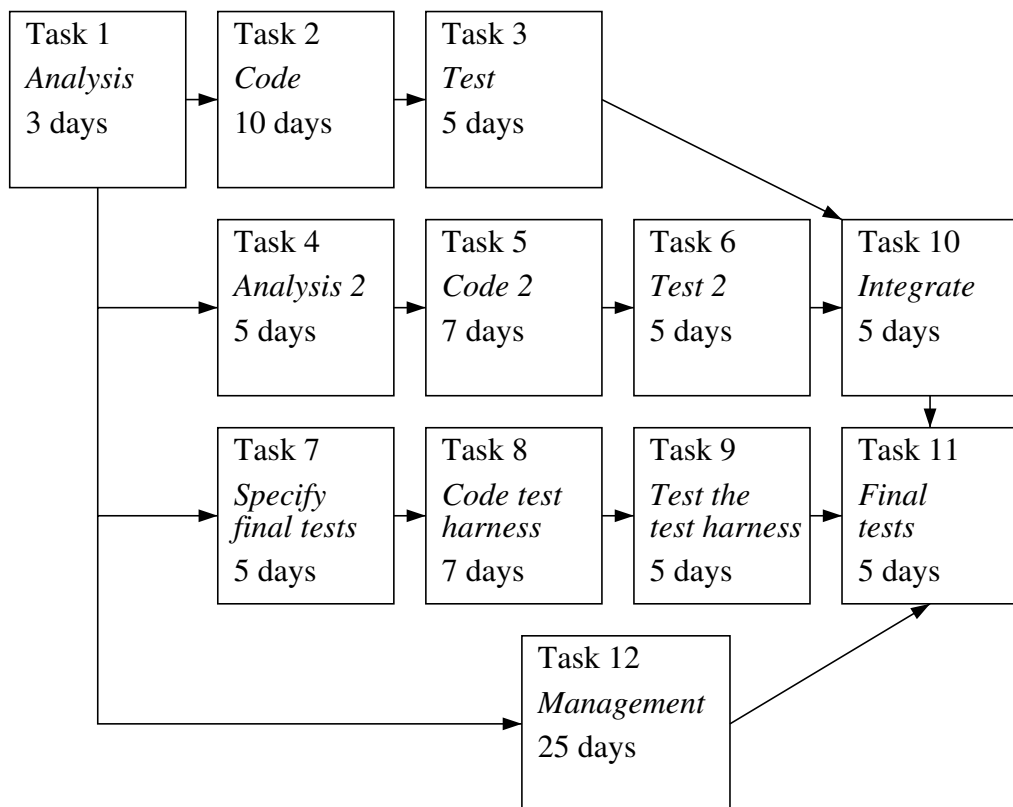 Task 1
Analysis
3 days
Task 2
Code
10 days
Task 3
Test
5 days
Task 4
Analysis 2
5 days
Task 5
Code 2
7 days
Task 6
Test 2
5 days
Task 10
Integrate
5 days
Task 7
Specify
final tests
5 days
Task 8
Code test
harness
7 days
Task 9
Test the
test harness
5 days
Task 11
Final
tests
5 days
Task 12
Management
25 days